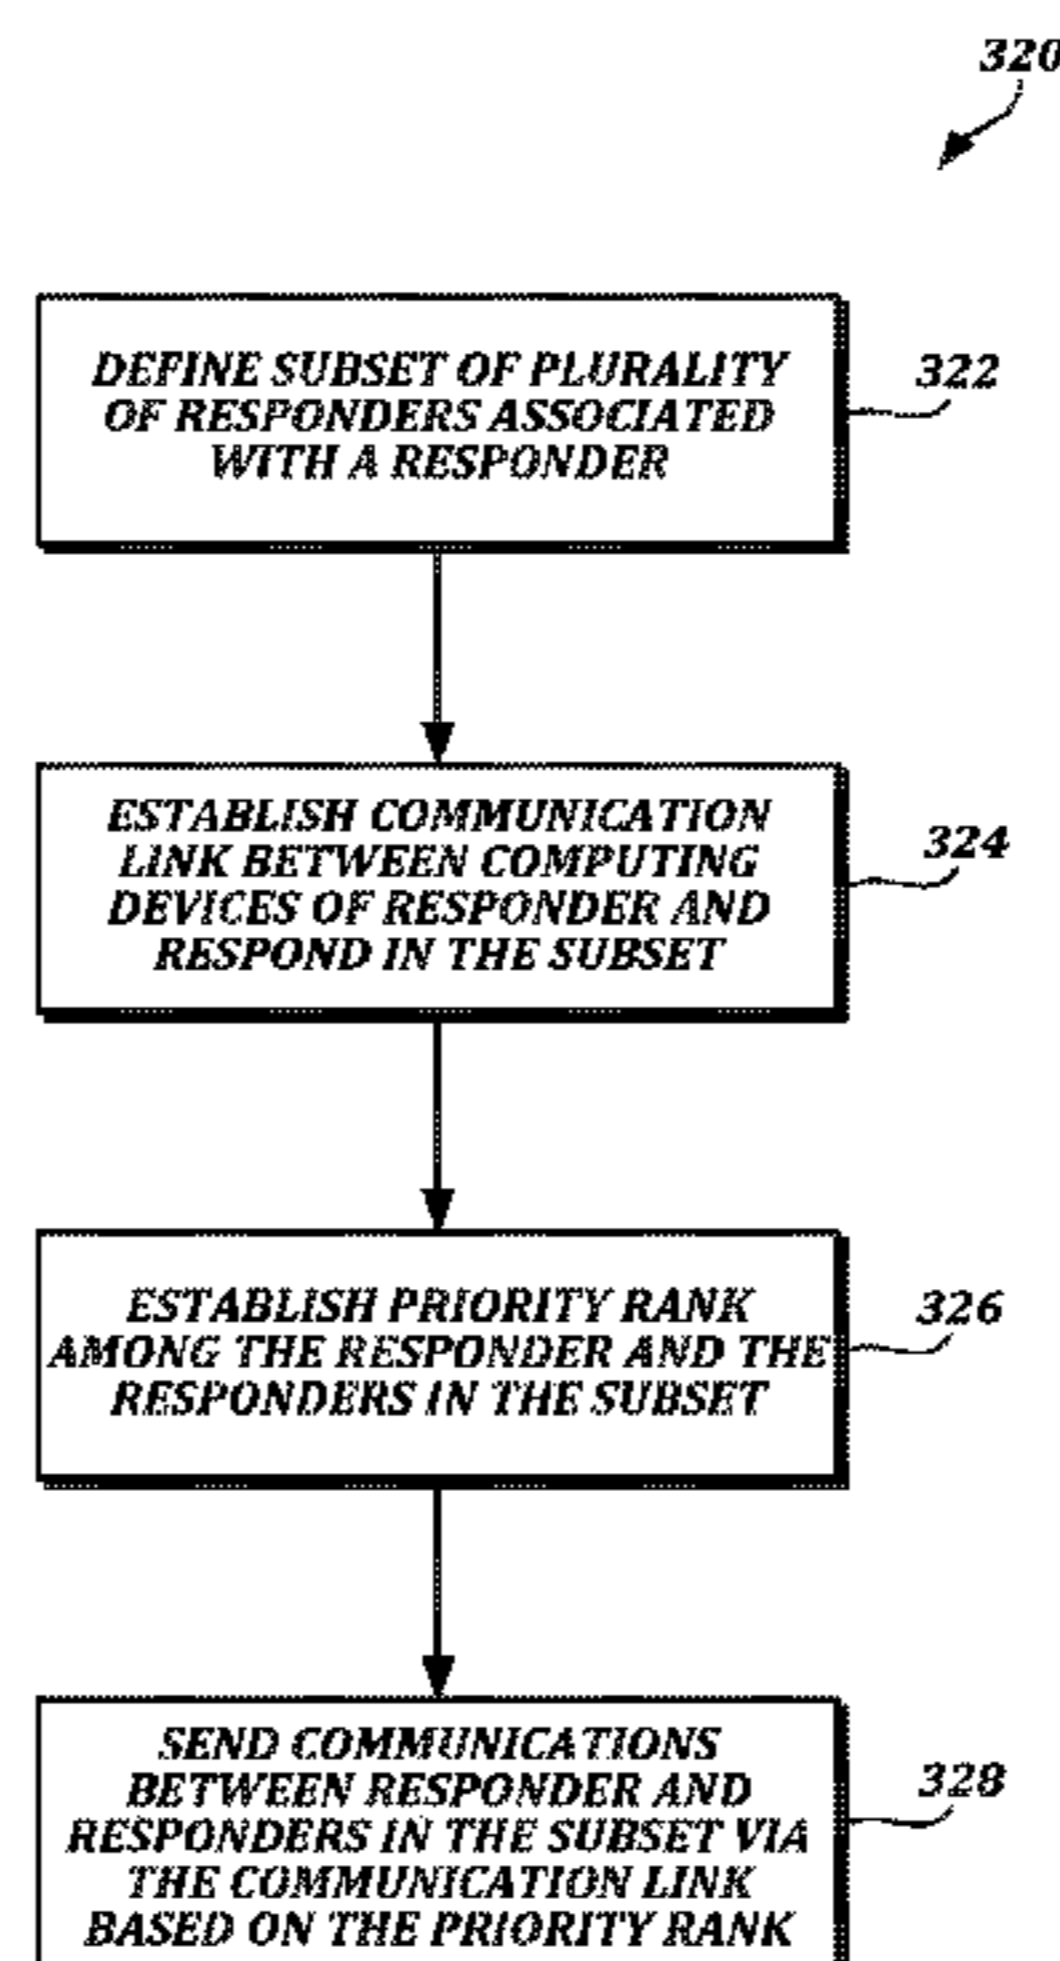 320
DEFINE SUBSET OF PLURALITY
OF RESPONDERS ASSOCIATED
WITH A RESPONDER
322
ESTABLISH COMMUNICATION
LINK BETWEEN COMPUTING
DEVICES OF RESPONDER AND
RESPOND IN THE SUBSET
324
ESTABLISH PRIORITY RANK
AMONG THE RESPONDER AND THE
RESPONDERS IN THE SUBSET
326
SEND COMMUNICATIONS
BETWEEN RESPONDER AND
RESPONDERS IN THE SUBSET VIA
THE COMMUNICATION LINK
BASED ON THE PRIORITY RANK
328